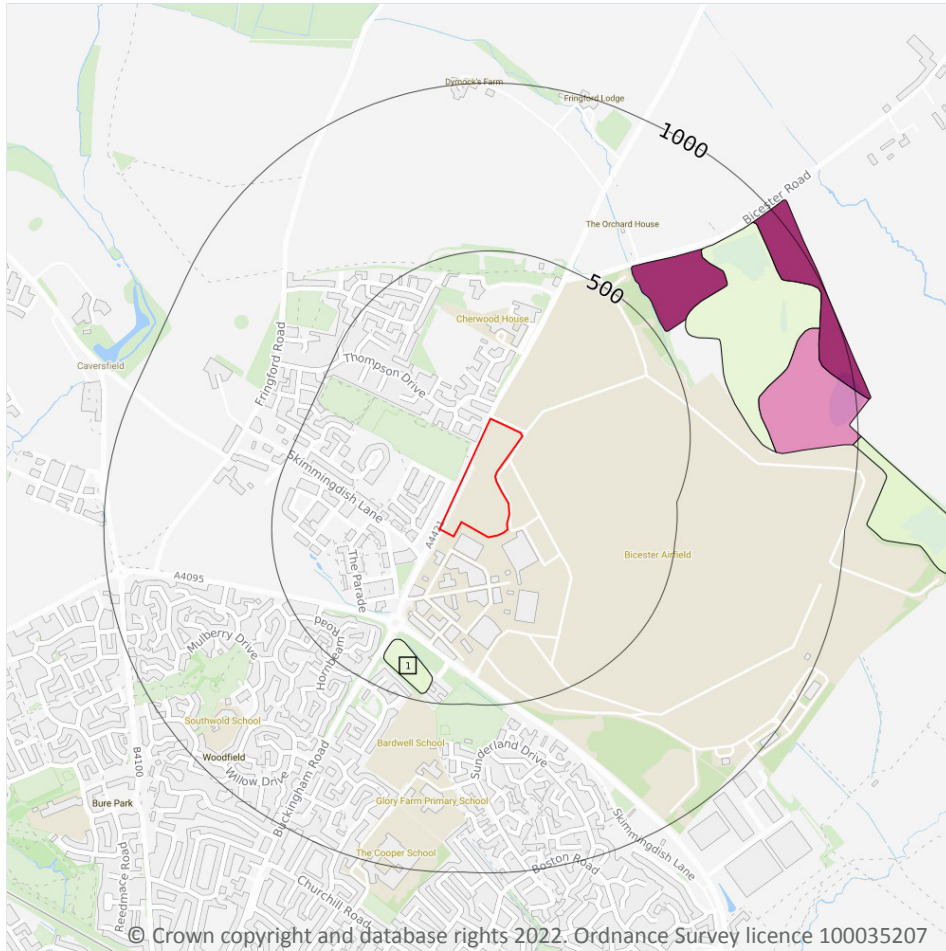 Dymock's Farm
Fringford Lodge
1000
Bicester Road
The Orchard House
500
Cherwood House
Fringford Road
Thompson Drive
Caversfield
Skimmingdish Lane
A4421
Bicester Airfield
The Parade
A4095
Mulberry Drive
Hornbeam
Road
1
Southwold School
Woodfield
Bardwell School
Sunderland Drive
B4100
Willow Drive
Buckingham Road
Bure Park
Glory Farm Primary School
Skimmingdish Lane
The Cooper School
Boston Road
Reedmace Road
Churchill Road
© Crown copyright and database rights 2022. Ordnance Survey licence 100035207